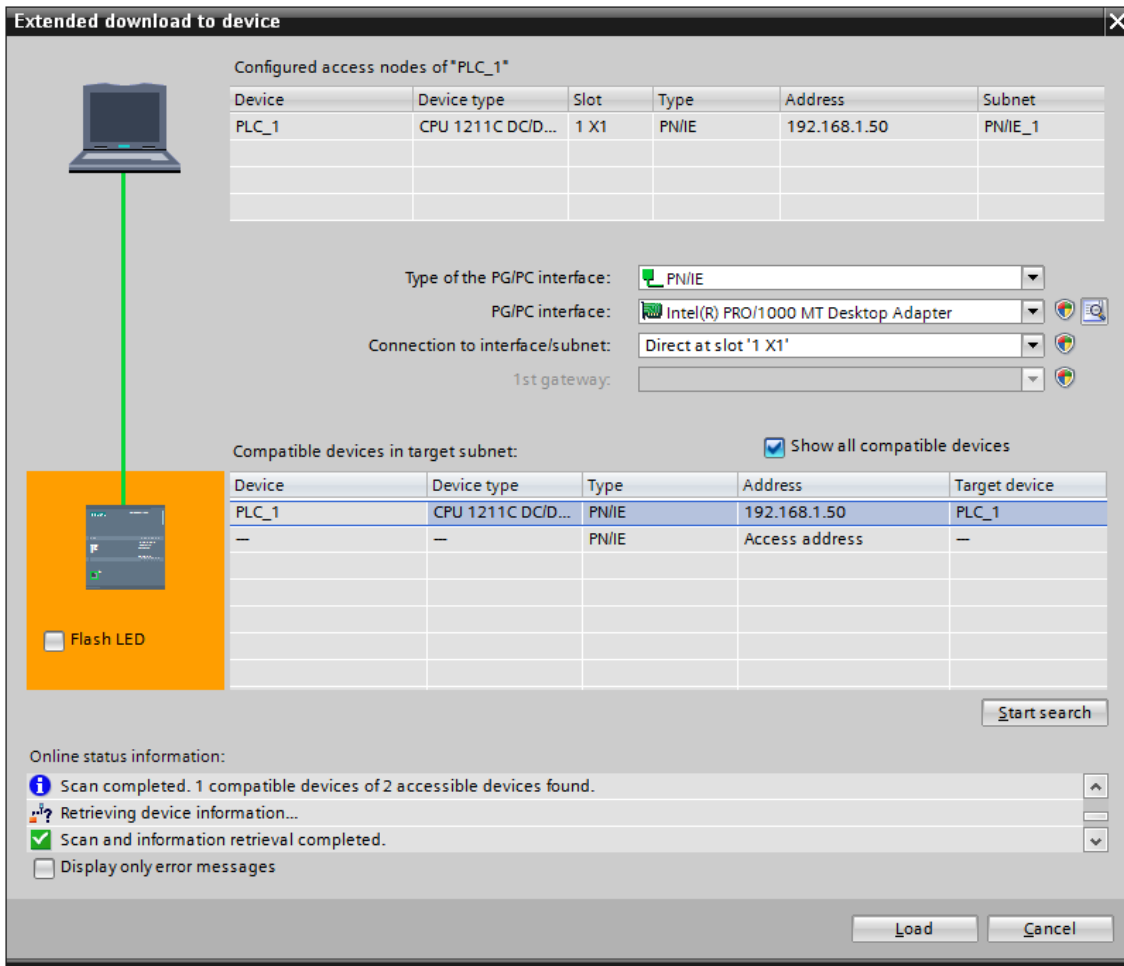 Extended download to device
Configured access nodes of "PLC_1"
Device Device type Slot Type Address Subnet
PLC_1 CPU 1211C DC/D... 1 X1 PN/IE 192.168.1.50 PN/IE_1
Type of the PG/PC interface: PN/IE
PG/PC interface: Intel(R) PRO/1000 MT Desktop Adapter
Connection to interface/subnet: Direct at slot '1 X1'
1st gateway:
Compatible devices in target subnet: Show all compatible devices
Device Device type Type Address Target device
PLC_1 CPU 1211C DC/D... PN/IE 192.168.1.50 PLC_1
— — PN/IE Access address —
Flash LED
Start search
Online status information:
Scan completed. 1 compatible devices of 2 accessible devices found.
Retrieving device information...
Scan and information retrieval completed.
Display only error messages
Load Cancel